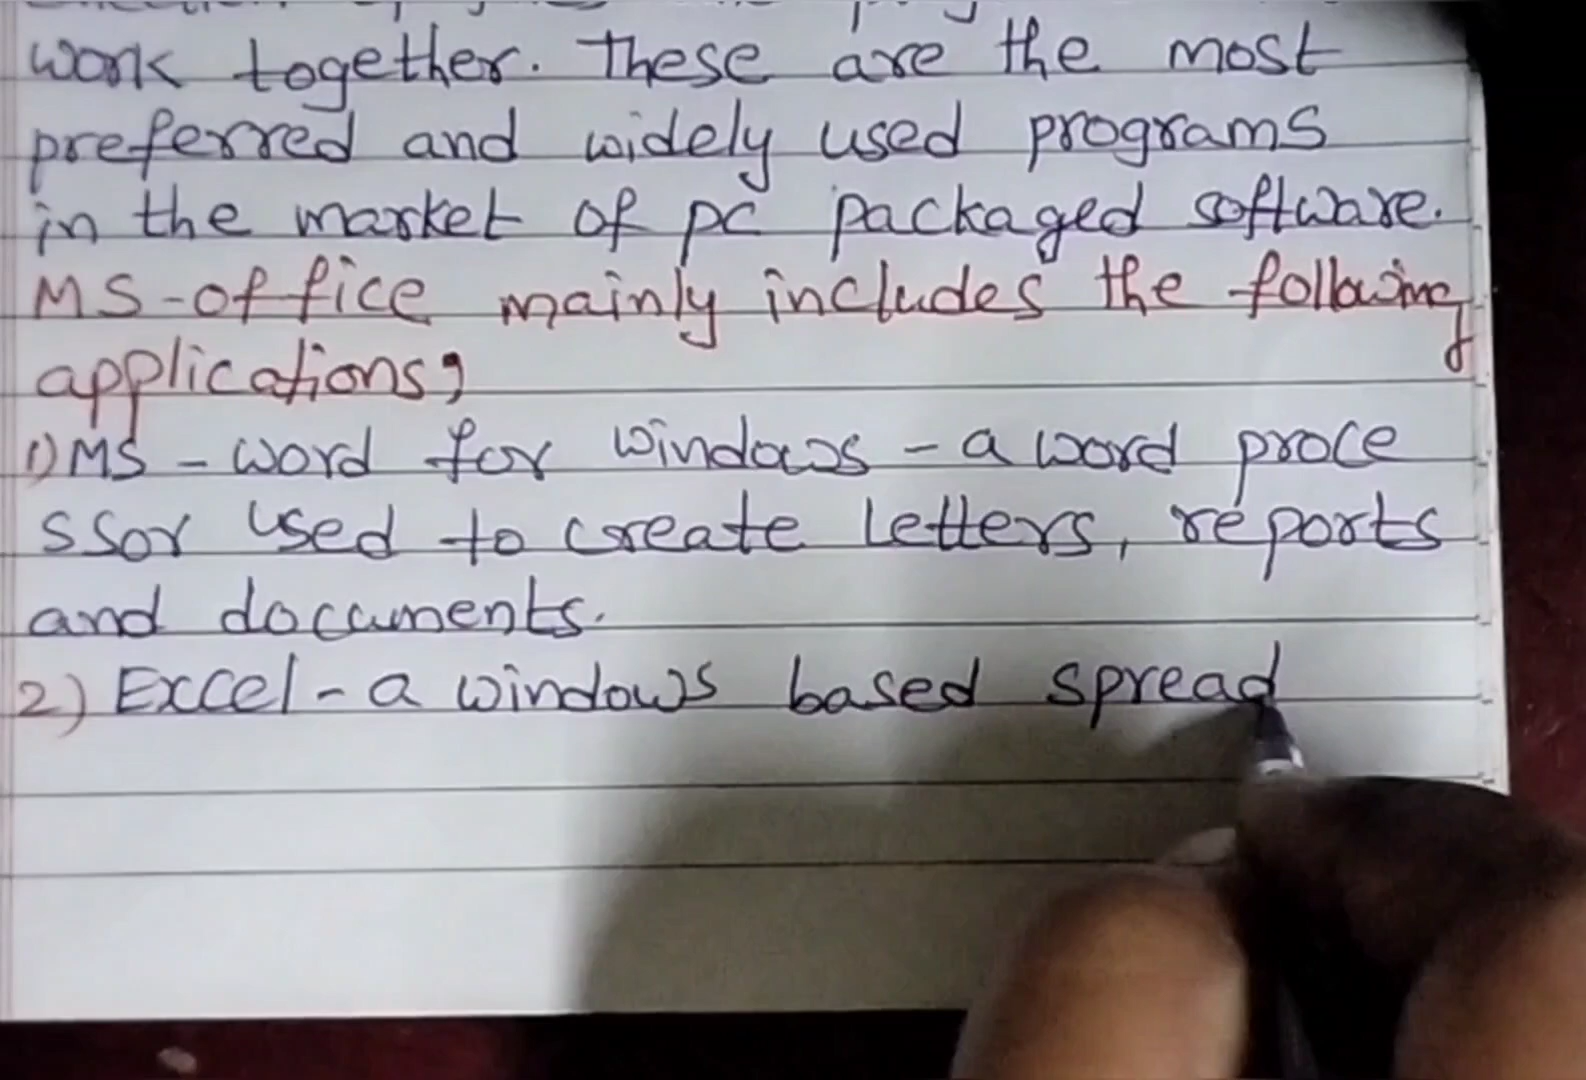 work together. These are the most
preferred and widely used programs
in the market of pc packaged software.
MS-office mainly includes the following
applications,
1) MS - word for windows - a word proce
ssor used to create letters, reports
and documents.
2) Excel - a windows based spread